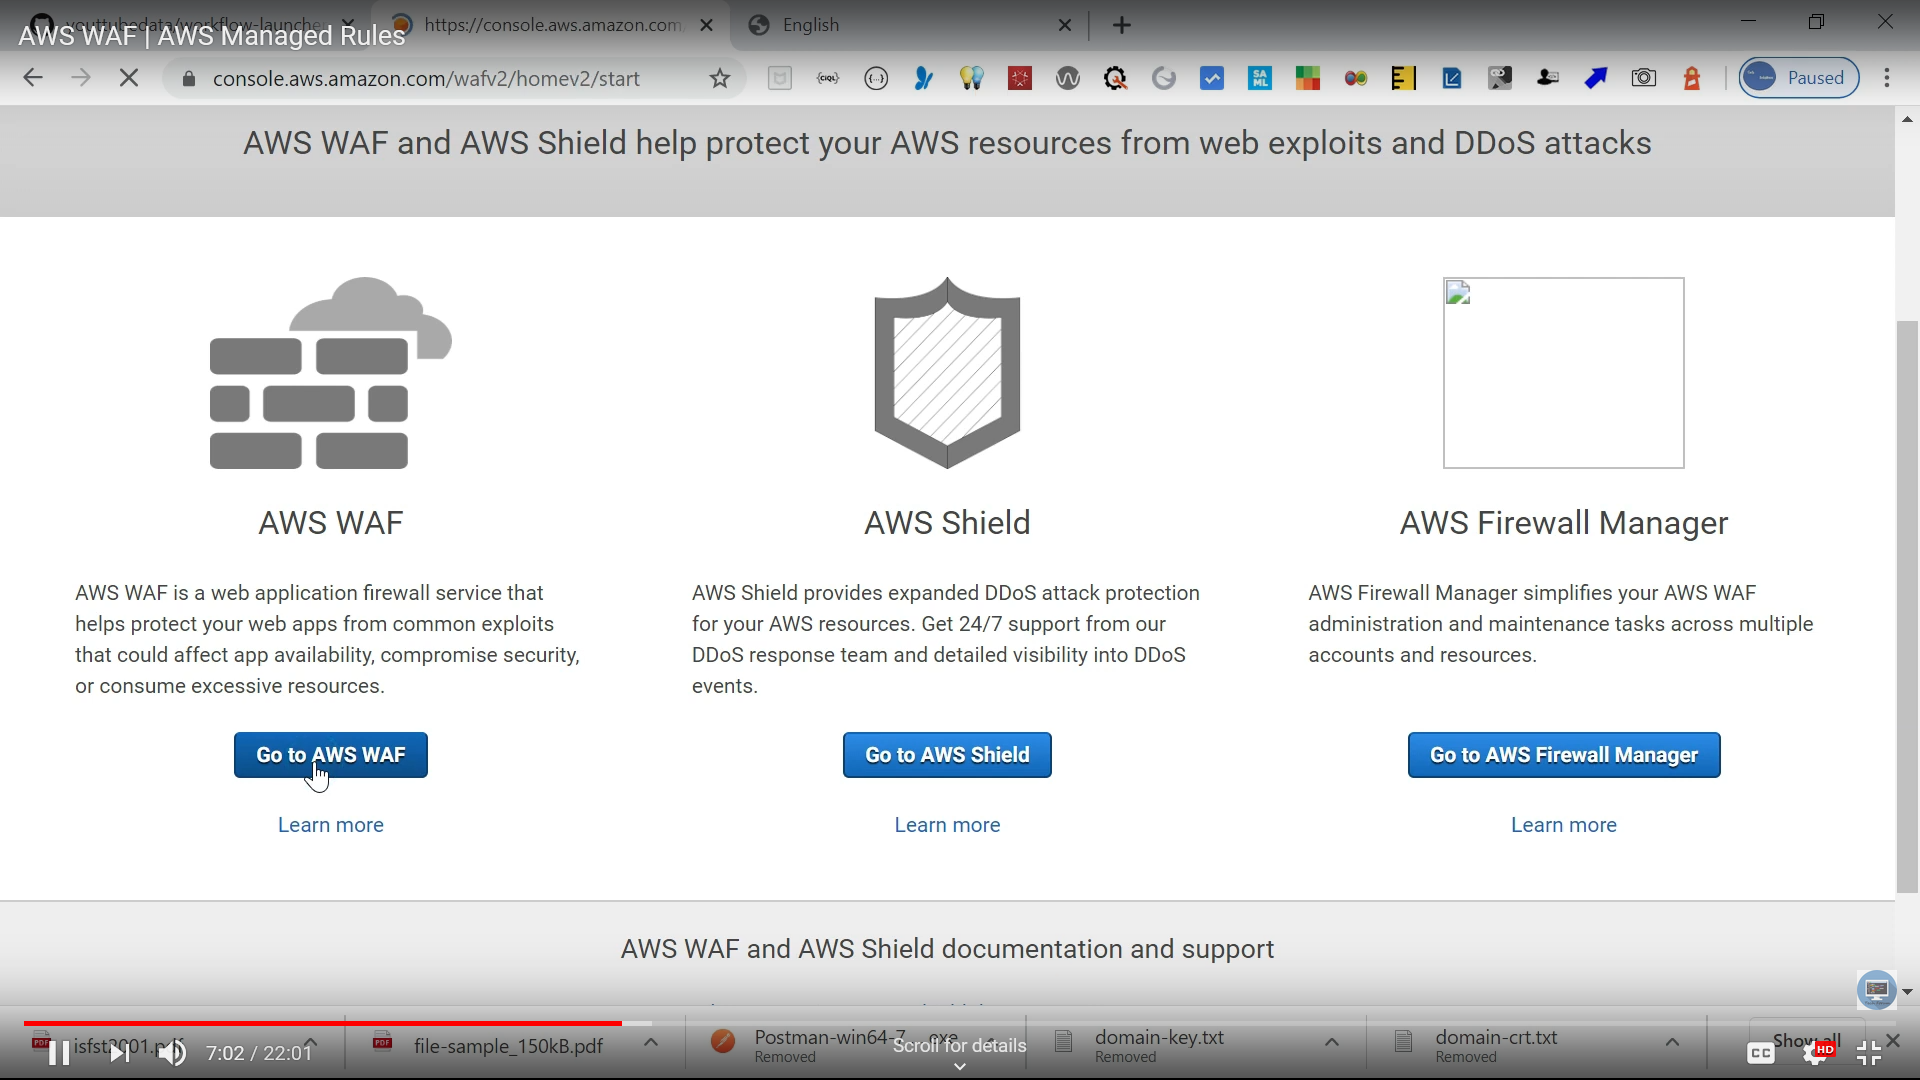 AWS WAF | AWS Managed Rules
https://console.aws.amazon.com
English
console.aws.amazon.com/wafv2/homev2/start
{CIQL}
SA
ML
Paused
AWS WAF and AWS Shield help protect your AWS resources from web exploits and DDoS attacks
AWS WAF
AWS WAF is a web application firewall service that
helps protect your web apps from common exploits
that could affect app availability, compromise security,
or consume excessive resources.
Go to AWS WAF
Learn more
AWS Shield
AWS Shield provides expanded DDoS attack protection
for your AWS resources. Get 24/7 support from our
DDoS response team and detailed visibility into DDoS
events.
Go to AWS Shield
Learn more
AWS Firewall Manager
AWS Firewall Manager simplifies your AWS WAF
administration and maintenance tasks across multiple
accounts and resources.
Go to AWS Firewall Manager
Learn more
AWS WAF and AWS Shield documentation and support
7:02 / 22:01
PDF
file-sample_150kB.pdf
Removed
Scroll for details
domain-key.txt
Removed
domain-crt.txt
Removed
Show all
CC
HD